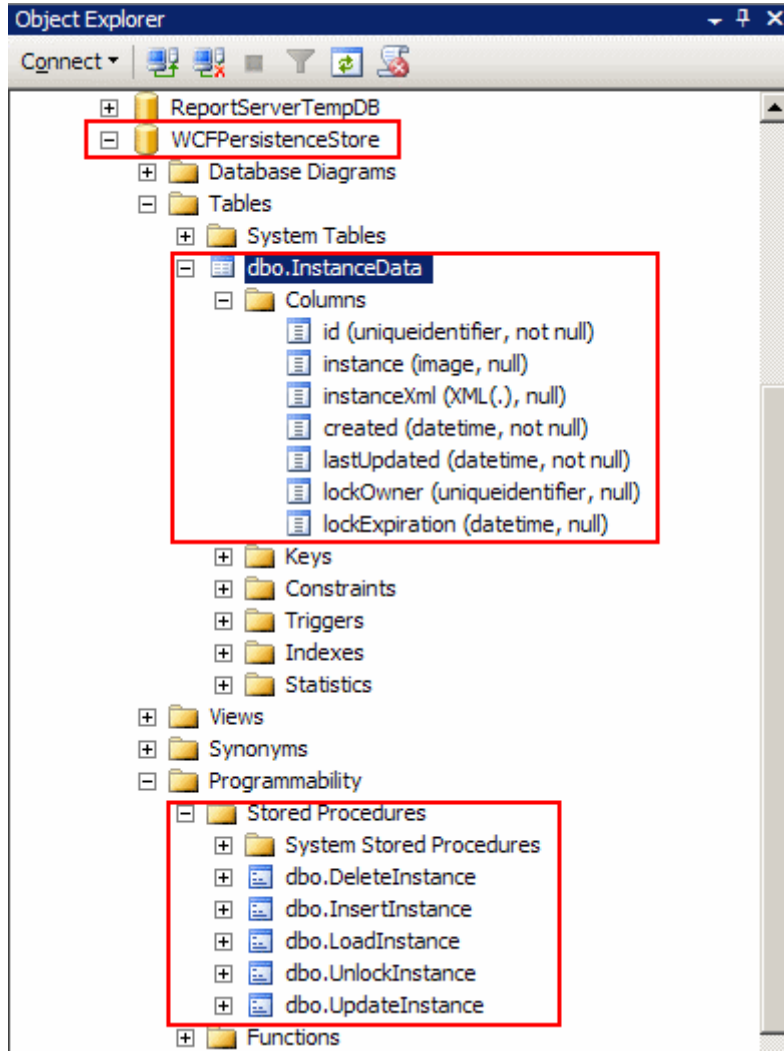 Object Explorer
Connect
ReportServerTempDB
WCFPersistenceStore
Database Diagrams
Tables
System Tables
dbo.InstanceData
Columns
id (uniqueidentifier, not null)
instance (image, null)
instanceXml (XML(.), null)
created (datetime, not null)
lastUpdated (datetime, not null)
lockOwner (uniqueidentifier, null)
lockExpiration (datetime, null)
Keys
Constraints
Triggers
Indexes
Statistics
Views
Synonyms
Programmability
Stored Procedures
System Stored Procedures
dbo.DeleteInstance
dbo.InsertInstance
dbo.LoadInstance
dbo.UnlockInstance
dbo.UpdateInstance
Functions